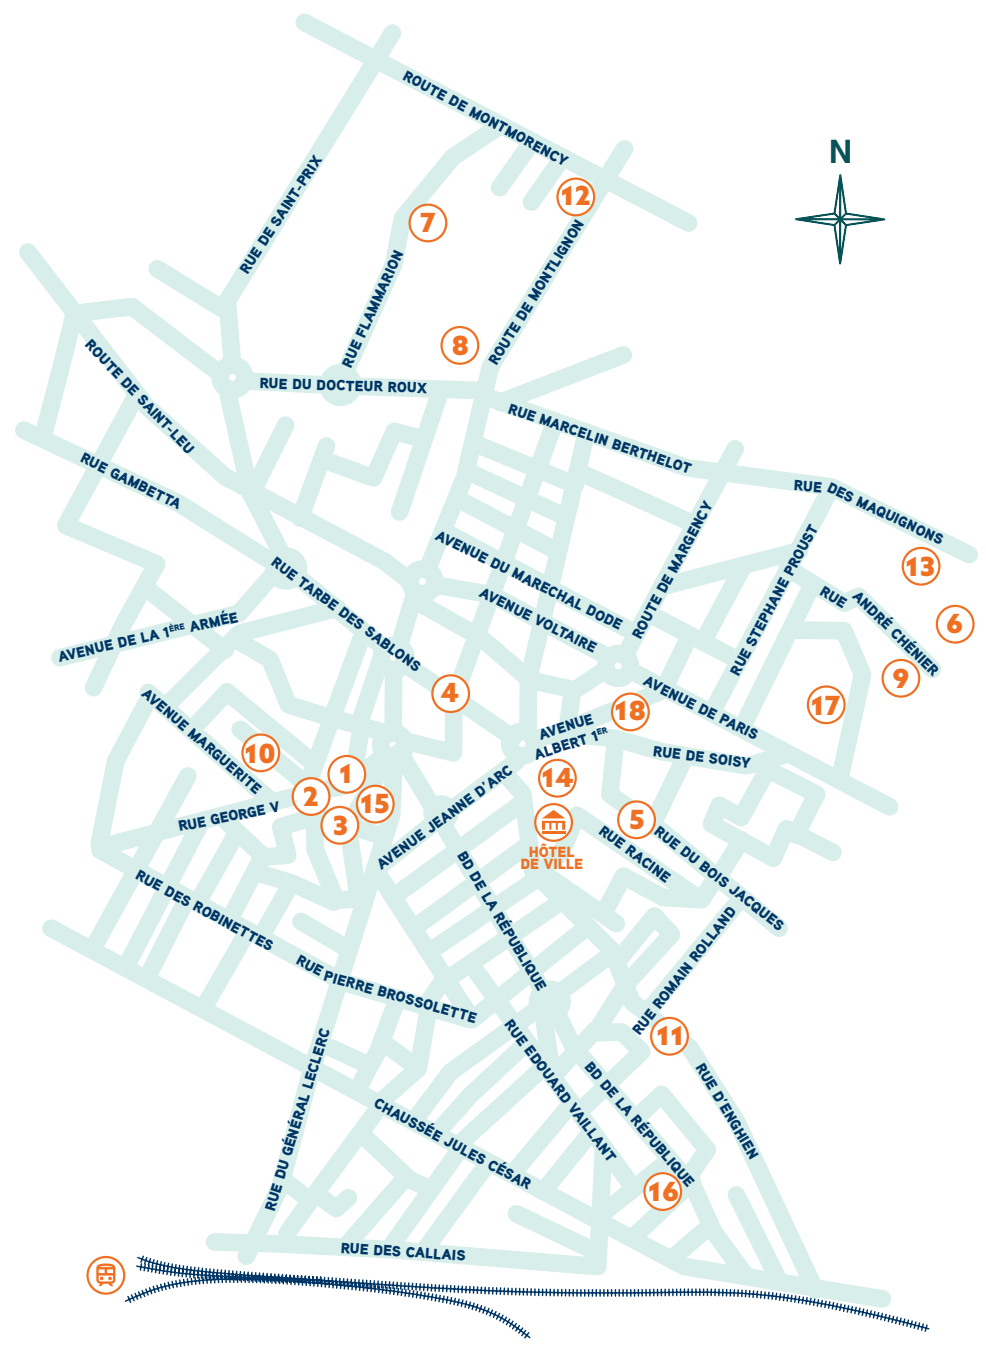 ROUTE DE MONTMORENCY
N
RUE DE SAINT-PRIX
12
7
RUE FLAMMARION
ROUTE DE MONTLIGNON
8
ROUTE DE SAINT-LEU
RUE DU DOCTEUR ROUX
RUE MARCELIN BERTHELOT
RUE GAMBETTA
RUE DES MAQUIGNONS
13
ROUTE DE MARGENCY
RUE STEPHANE PROUST
AVENUE DU MARECHAL DODE
AVENUE VOLTAIRE
RUE ANDRÉ CHÉNIER
6
9
17
RUE TARBE DES SABLONS
AVENUE DE LA 1ÈRE ARMÉE
4
AVENUE DE PARIS
18
AVENUE
ALBERT 1ER
RUE DE SOISY
AVENUE MARGUERITE
10
1
2
15
3
RUE GEORGE V
AVENUE JEANNE D'ARC
14
HÔTEL
DE VILLE
5
RUE RACINE
RUE DU BOIS JACQUES
BD DE LA RÉPUBLIQUE
RUE DES ROBINETTES
RUE PIERRE BROSSOLETTE
RUE ROMAIN ROLLAND
11
RUE D'ENGHIEN
RUE EDOUARD VAILLANT
BD DE LA RÉPUBLIQUE
16
RUE DU GÉNÉRAL LECLERC
CHAUSSÉE JULES CÉSAR
RUE DES CALLAIS